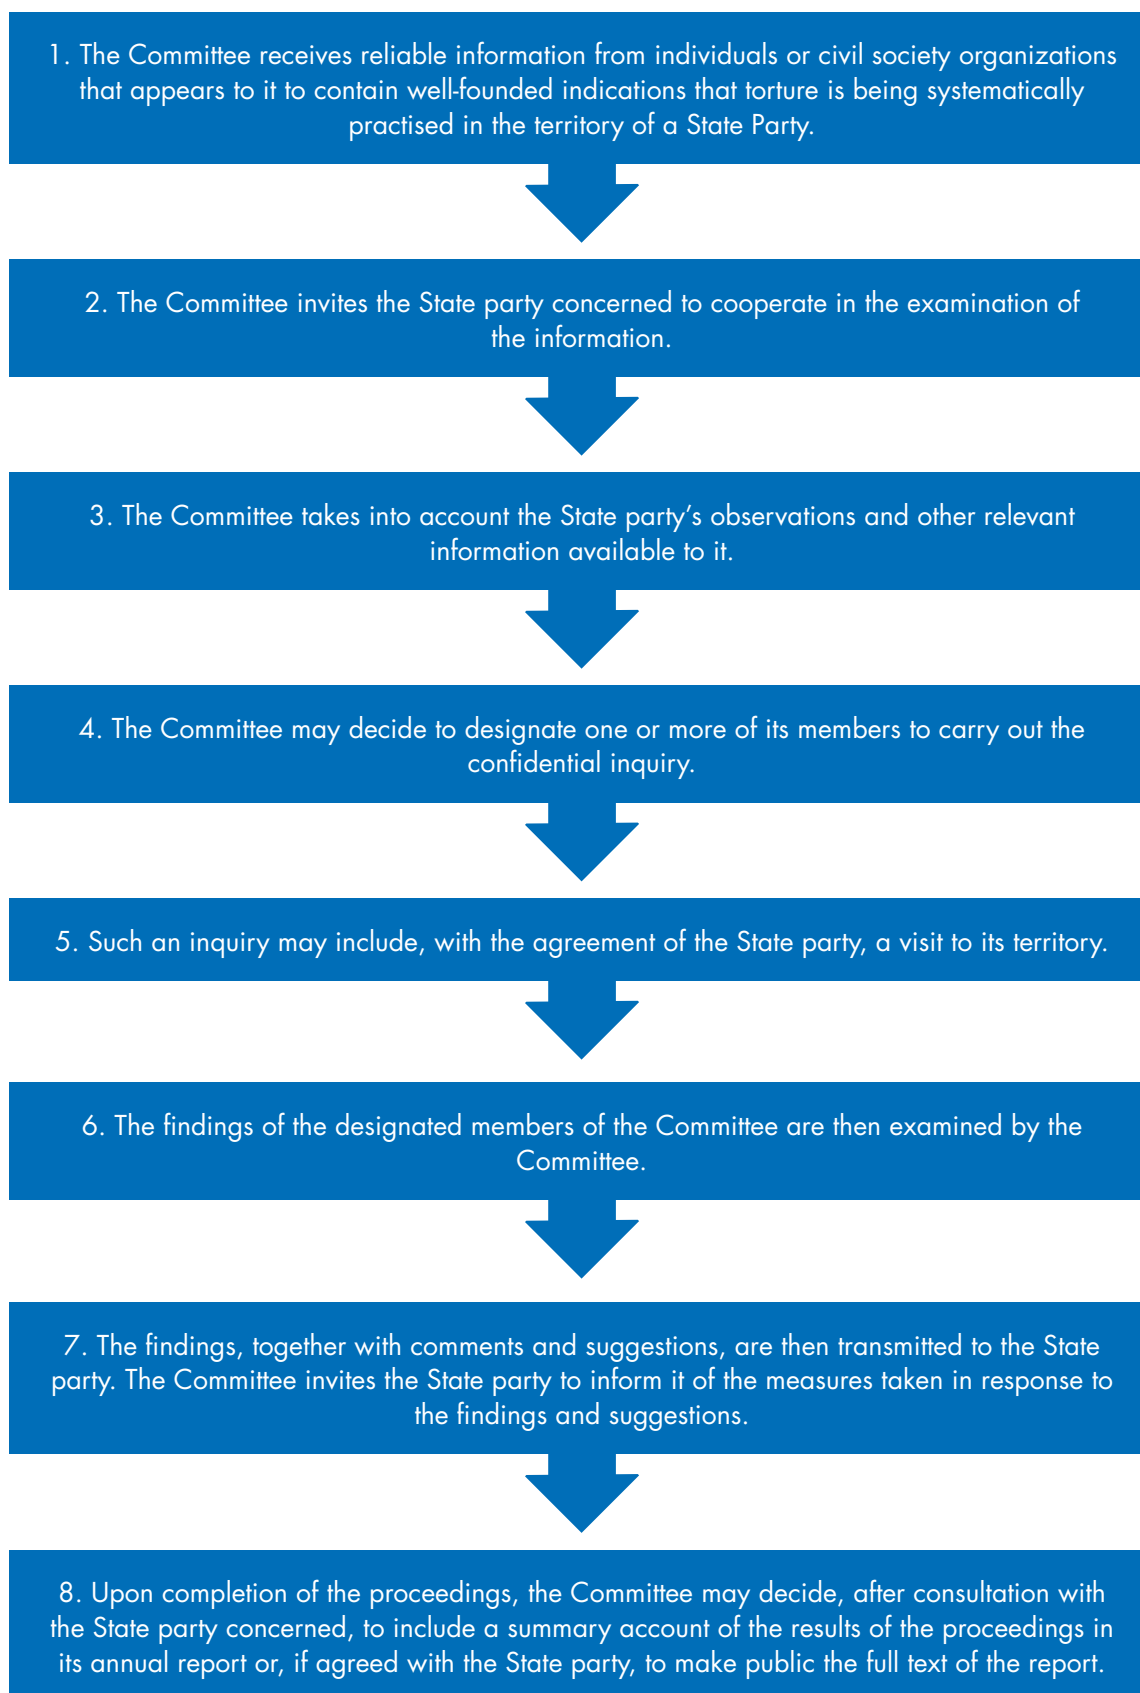 1. The Committee receives reliable information from individuals or civil society organizations
that appears to it to contain well-founded indications that torture is being systematically
practised in the territory of a State Party.
2. The Committee invites the State party concerned to cooperate in the examination of
the information.
3. The Committee takes into account the State party’s observations and other relevant
information available to it.
4. The Committee may decide to designate one or more of its members to carry out the
confidential inquiry.
5. Such an inquiry may include, with the agreement of the State party, a visit to its territory.
6. The findings of the designated members of the Committee are then examined by the
Committee.
7. The findings, together with comments and suggestions, are then transmitted to the State
party. The Committee invites the State party to inform it of the measures taken in response to
the findings and suggestions.
8. Upon completion of the proceedings, the Committee may decide, after consultation with
the State party concerned, to include a summary account of the results of the proceedings in
its annual report or, if agreed with the State party, to make public the full text of the report.